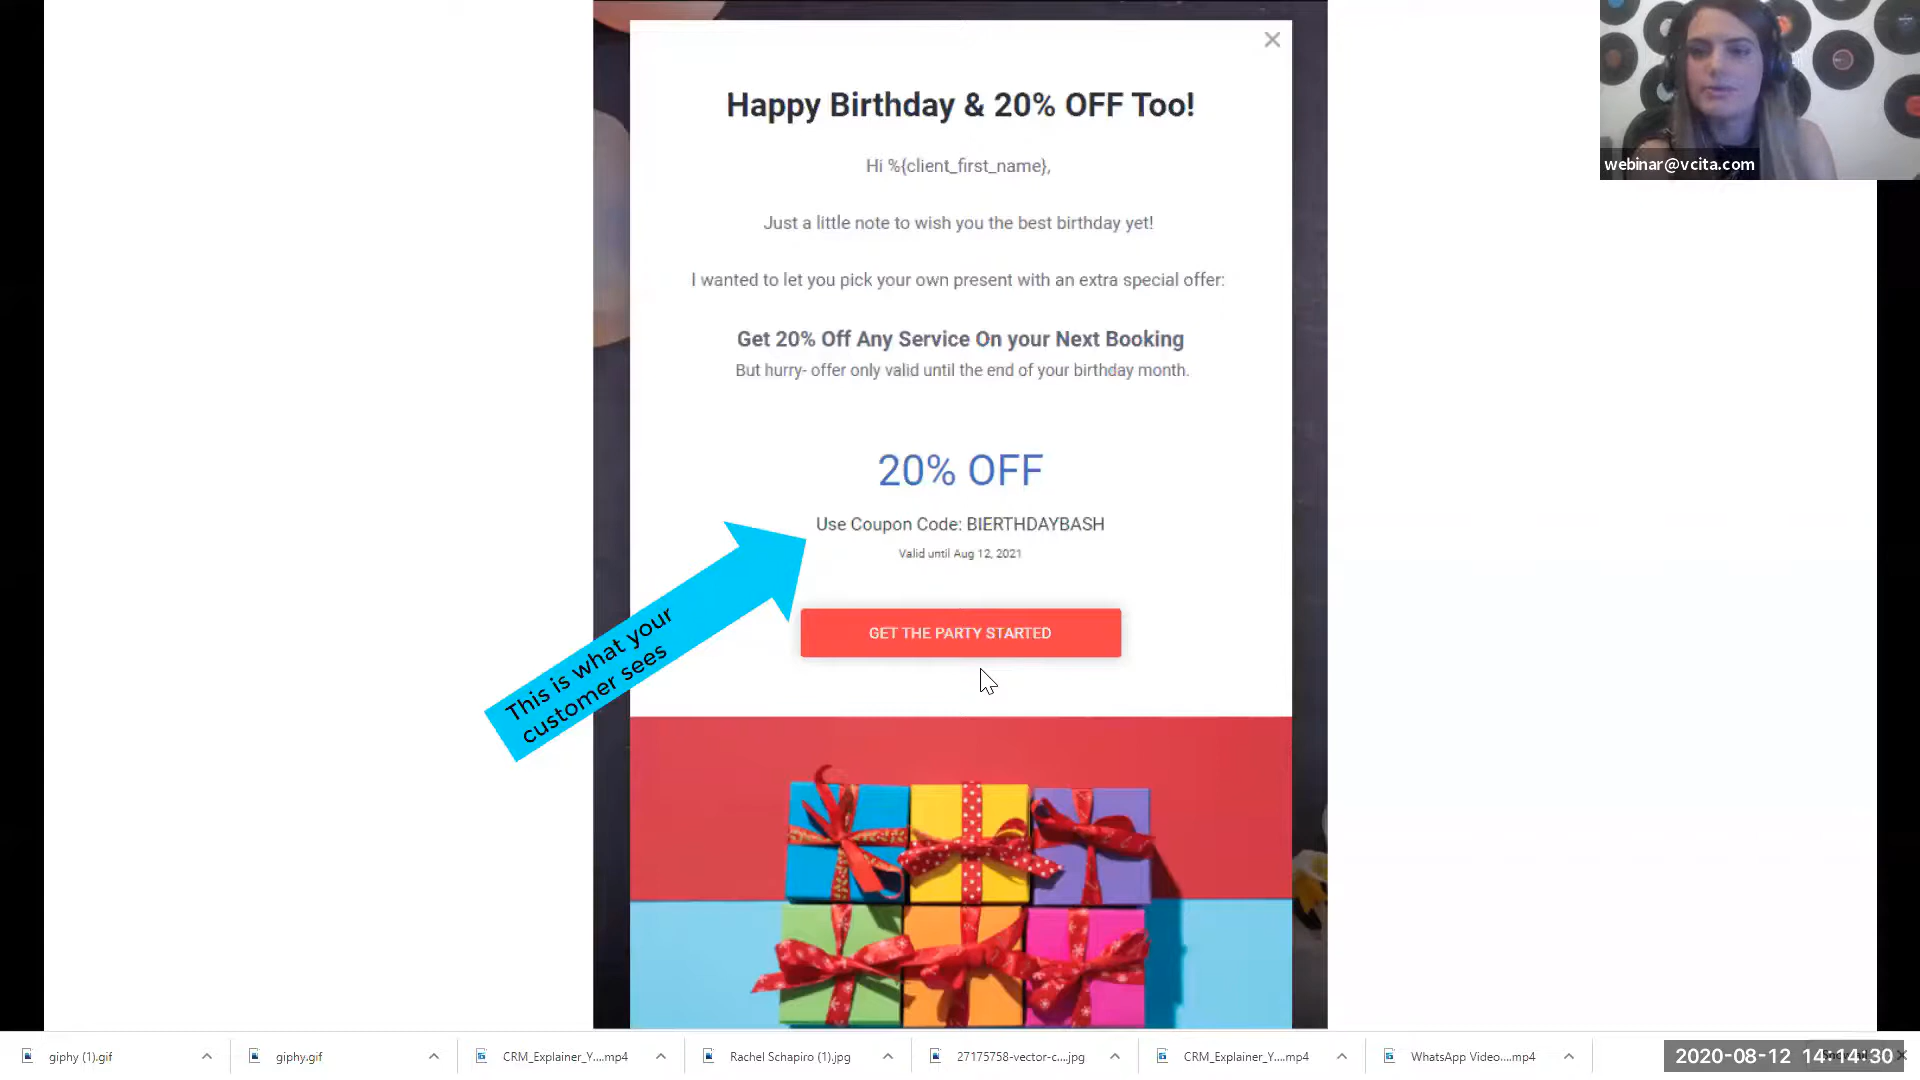 Happy Birthday & 20% OFF Too!
Hi %{client_first_name},
Just a little note to wish you the best birthday yet!
I wanted to let you pick your own present with an extra special offer:
Get 20% Off Any Service On your Next Booking
But hurry- offer only valid until the end of your birthday month.
20% OFF
Use Coupon Code: BIERTHDAYBASH
Valid until Aug 12, 2021
GET THE PARTY STARTED
This is what your
customer sees
webinar@vcita.com
giphy (1).gif
giphy.gif
CRM_Explainer_Y....mp4
Rachel Schapiro (1).jpg
27175758-vector-c....jpg
CRM_Explainer_Y....mp4
WhatsApp Video....mp4
2020-08-12 14:14:30